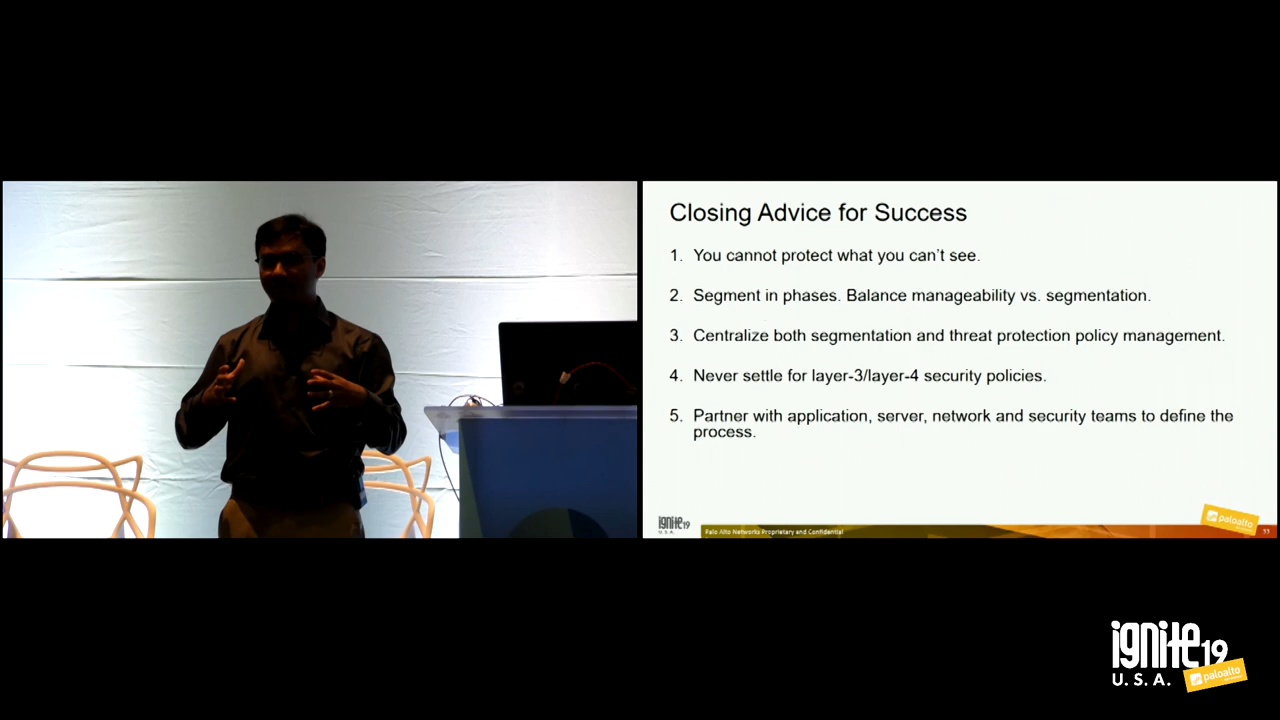 Closing Advice for Success
1. You cannot protect what you can't see.
2. Segment in phases. Balance manageability vs. segmentation.
3. Centralize both segmentation and threat protection policy management.
4. Never settle for layer-3/layer-4 security policies.
5. Partner with application, server, network and security teams to define the
process.
ignite19
U.S.A.
Palo Alto Networks Proprietary and Confidential
paloalto
33
ignite19
U.S.A.
paloalto